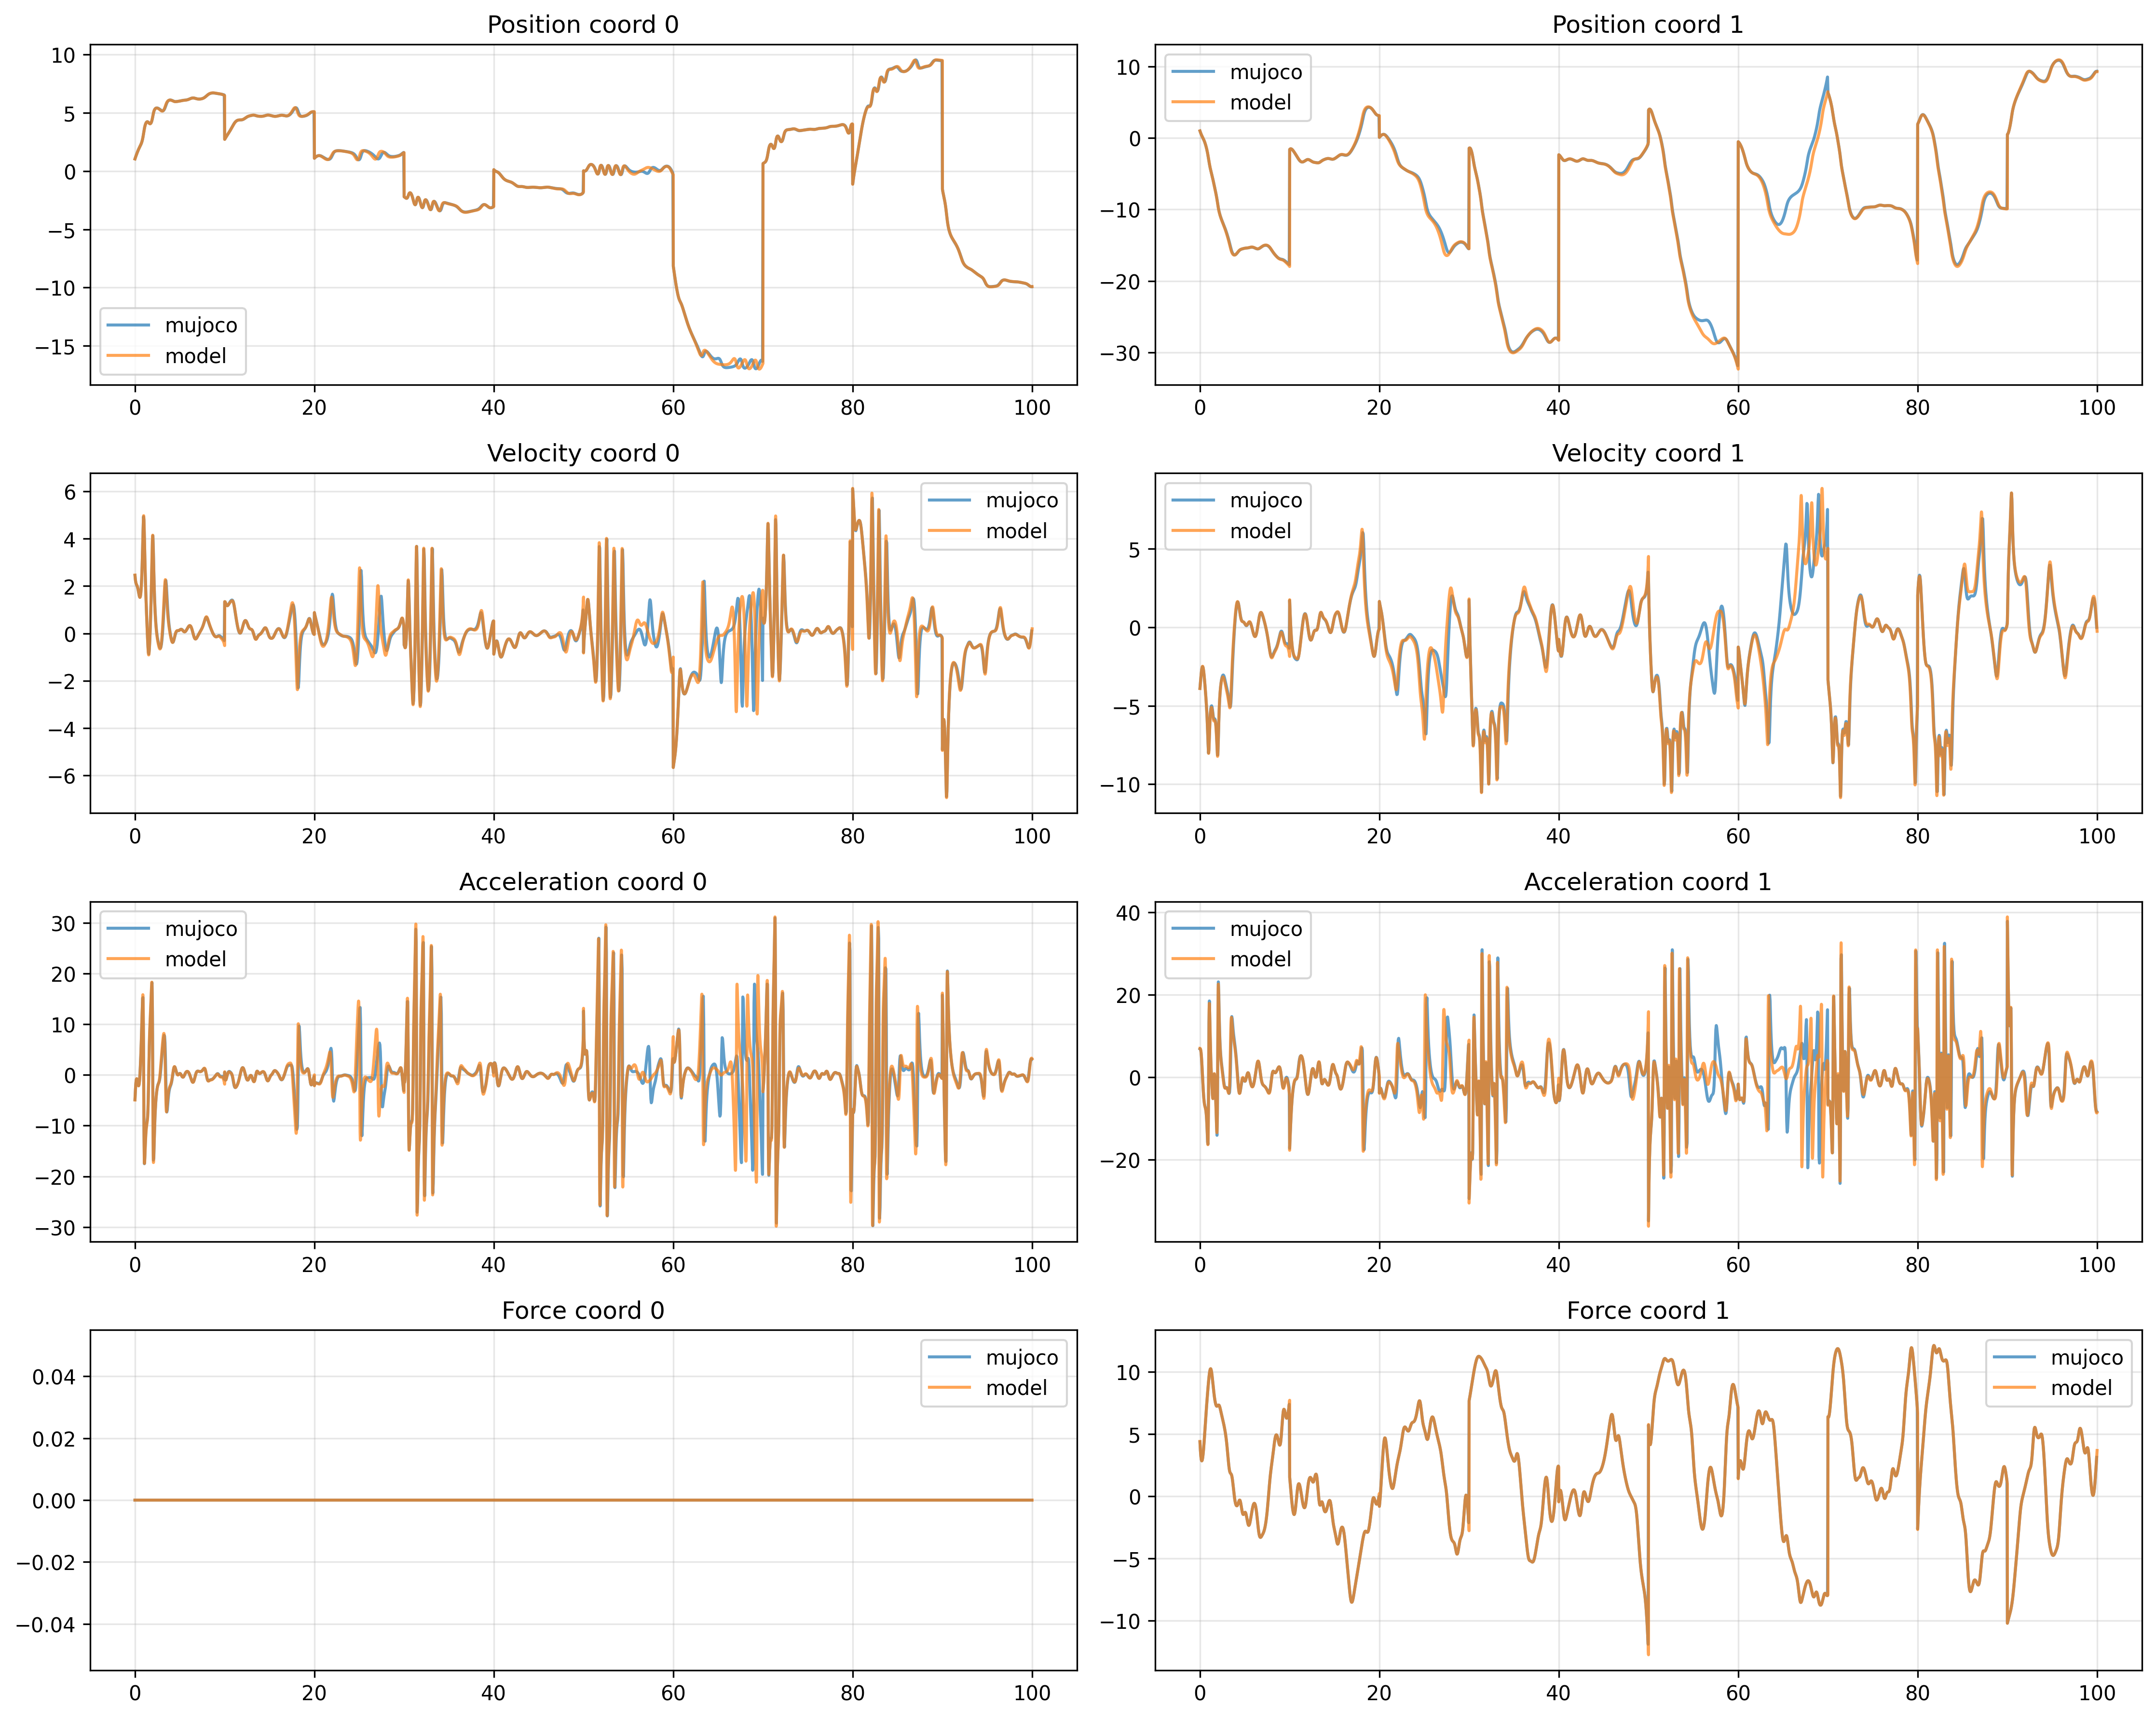 Position coord 0
10
5
0
−5
−10
−15
mujoco
model
0 20 40 60 80 100
Position coord 1
10
0
−10
−20
−30
mujoco
model
0 20 40 60 80 100
Velocity coord 0
6
4
2
0
−2
−4
−6
mujoco
model
0 20 40 60 80 100
Velocity coord 1
5
0
−5
−10
mujoco
model
0 20 40 60 80 100
Acceleration coord 0
30
20
10
0
−10
−20
−30
mujoco
model
0 20 40 60 80 100
Acceleration coord 1
40
20
0
−20
mujoco
model
0 20 40 60 80 100
Force coord 0
0.04
0.02
0.00
−0.02
−0.04
mujoco
model
0 20 40 60 80 100
Force coord 1
10
5
0
−5
−10
mujoco
model
0 20 40 60 80 100